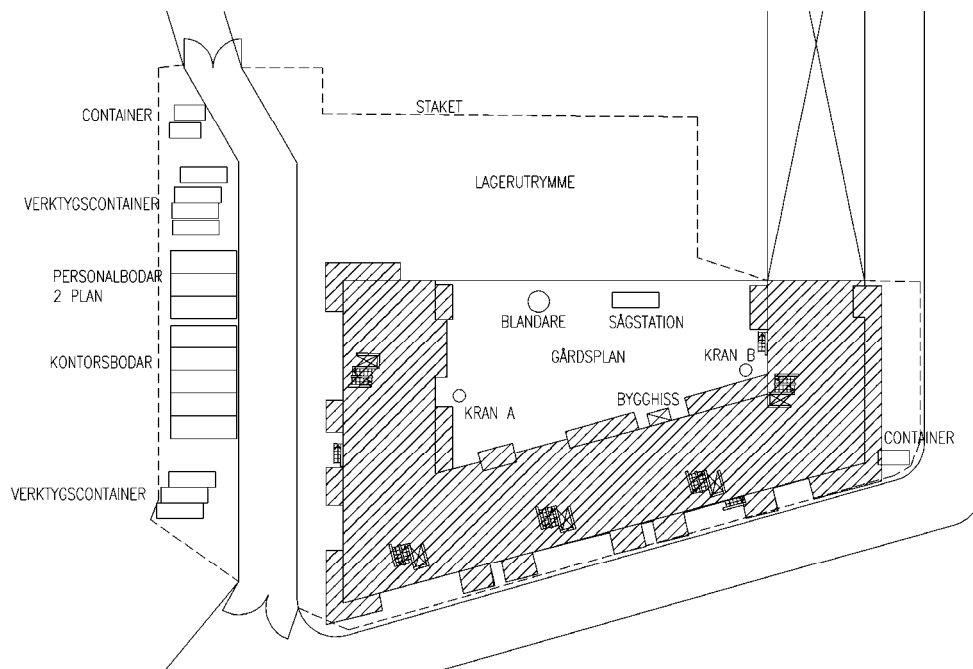 STAKET
CONTAINER
LAGERUTRYMME
VERKTYGSCONTAINER
PERSONALBODAR
2 PLAN
BLANDARE
SÅGSTATION
GÅRDSPLAN
KRAN B
KONTORSBODAR
BYGGHISS
KRAN A
CONTAINER
VERKTYGSCONTAINER